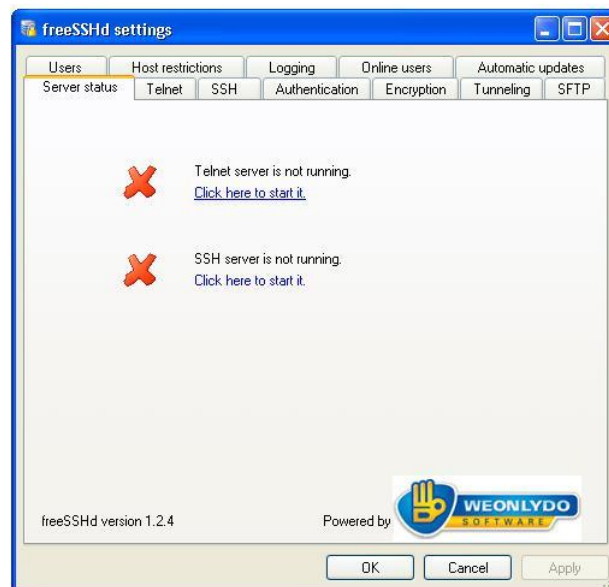 freeSSHd settings
Users Host restrictions Logging Online users Automatic updates
Server status Telnet SSH Authentication Encryption Tunneling SFTP
Telnet server is not running.
Click here to start it.
SSH server is not running.
Click here to start it.
freeSSHd version 1.2.4
Powered by
WEONLYDO
SOFTWARE
OK Cancel Apply